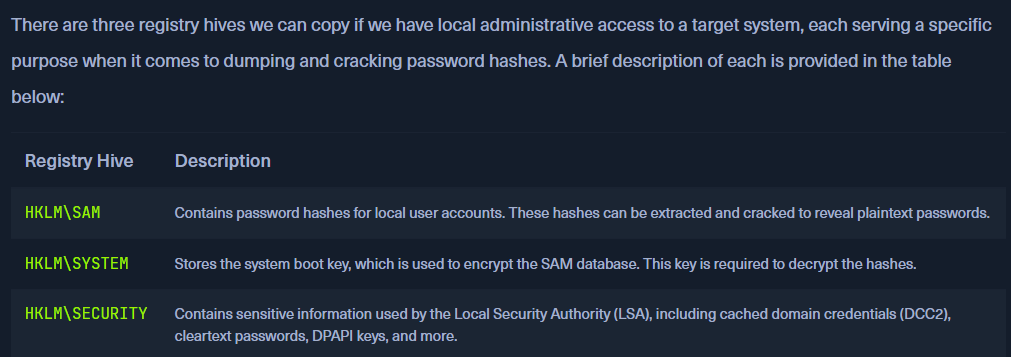 There are three registry hives we can copy if we have local administrative access to a target system, each serving a specific
purpose when it comes to dumping and cracking password hashes. A brief description of each is provided in the table
below:
Registry Hive Description
HKLM\SAM Contains password hashes for local user accounts. These hashes can be extracted and cracked to reveal plaintext passwords.
HKLM\SYSTEM Stores the system boot key, which is used to encrypt the SAM database. This key is required to decrypt the hashes.
HKLM\SECURITY Contains sensitive information used by the Local Security Authority (LSA), including cached domain credentials (DCC2),
cleartext passwords, DPAPI keys, and more.